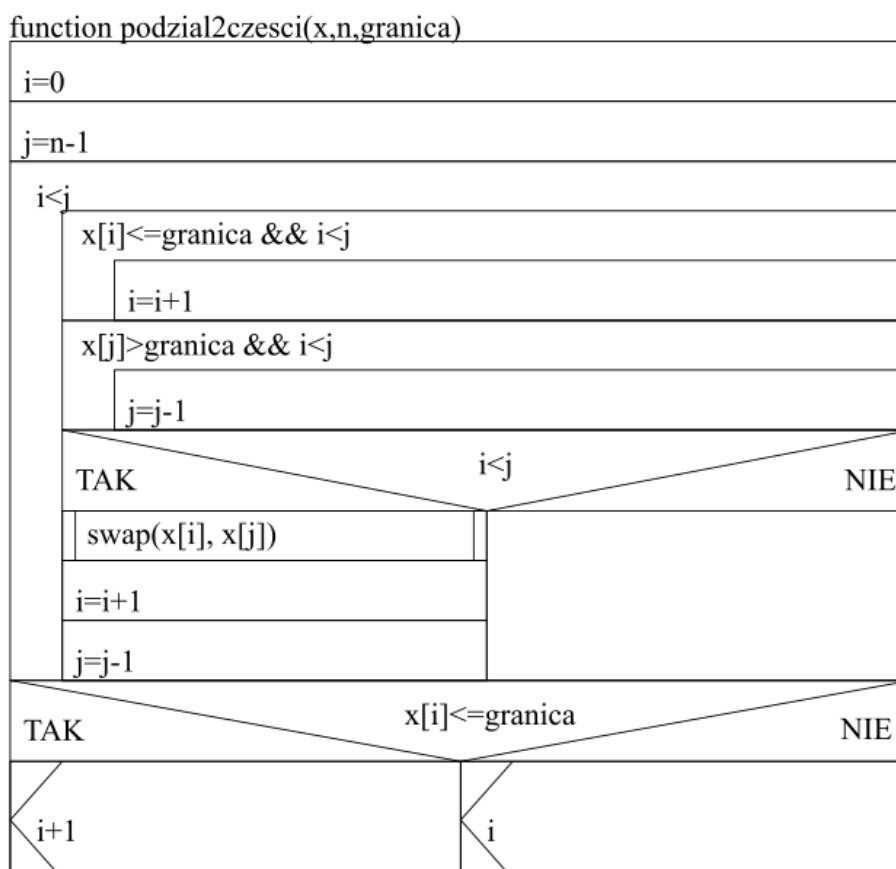 function podzial2czesci(x,n,granica)
i=0
j=n-1
i<j
x[i]<=granica && i<j
i=i+1
x[j]>granica && i<j
j=j-1
i<j
TAK NIE
swap(x[i], x[j])
i=i+1
j=j-1
x[i]<=granica
TAK NIE
i+1 i